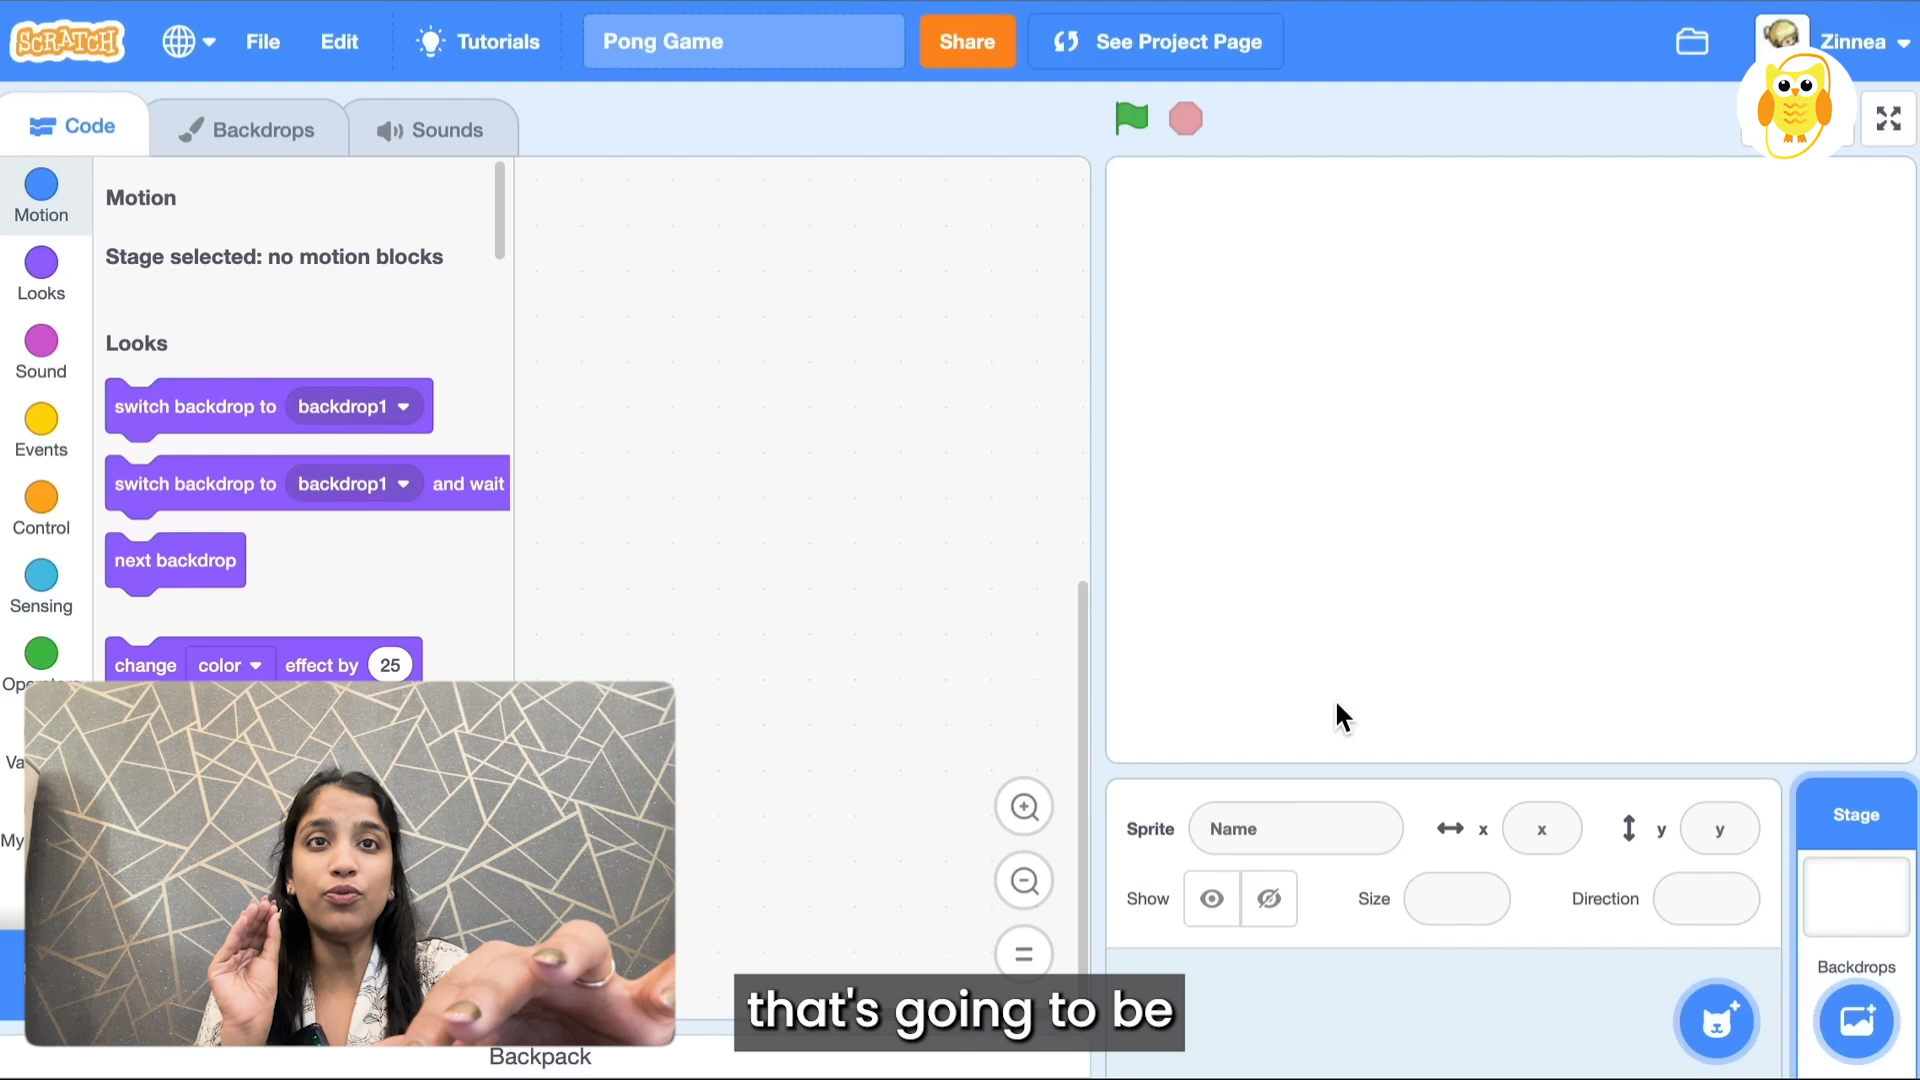 SCRATCH
File
Edit
Tutorials
Pong Game
Share
See Project Page
Zinnea
Code
Backdrops
Sounds
Motion
Looks
Sound
Events
Control
Sensing
Motion
Stage selected: no motion blocks
Looks
switch backdrop to backdrop1
switch backdrop to backdrop1 and wait
next backdrop
change color effect by 25
Va
My
Sprite Name x x y y
Show Size Direction
Stage
Backdrops
that's going to be
Backpack